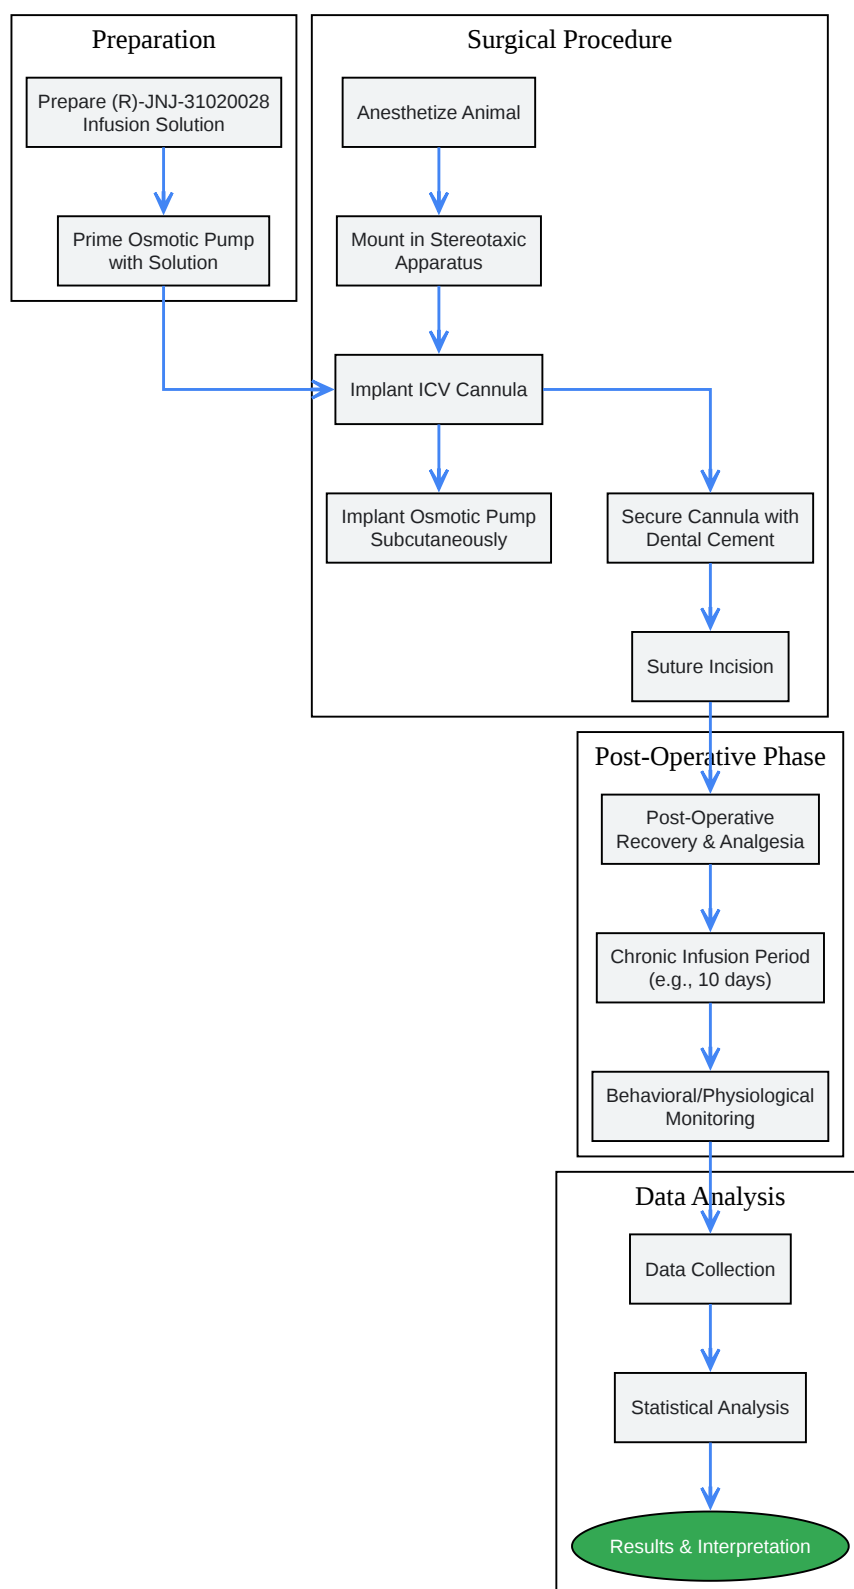 Preparation
Prepare (R)-JNJ-31020028
Infusion Solution
Prime Osmotic Pump
with Solution
Surgical Procedure
Anesthetize Animal
Mount in Stereotaxic
Apparatus
Implant ICV Cannula
Implant Osmotic Pump
Subcutaneously
Secure Cannula with
Dental Cement
Suture Incision
Post-Operative Phase
Post-Operative
Recovery & Analgesia
Chronic Infusion Period
(e.g., 10 days)
Behavioral/Physiological
Monitoring
Data Analysis
Data Collection
Statistical Analysis
Results & Interpretation